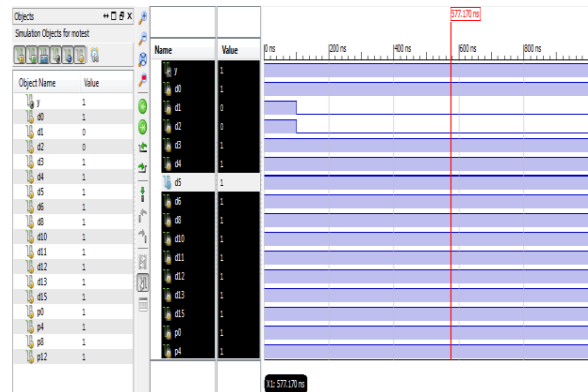 Objects
Simulation Objects for motest
Object Name Value
y 1
d0 1
d1 0
d2 0
d3 1
d4 1
d5 1
d6 1
d8 1
d10 1
d11 1
d12 1
d13 1
d15 1
p0 1
p4 1
p8 1
p12 1
Name Value
y 1
d0 1
d1 0
d2 0
d3 1
d4 1
d5 1
d6 1
d8 1
d10 1
d11 1
d12 1
d13 1
d15 1
p0 1
p4 1
577.170 ns
0 ns 200 ns 400 ns 600 ns 800 ns
X1: 577.170 ns